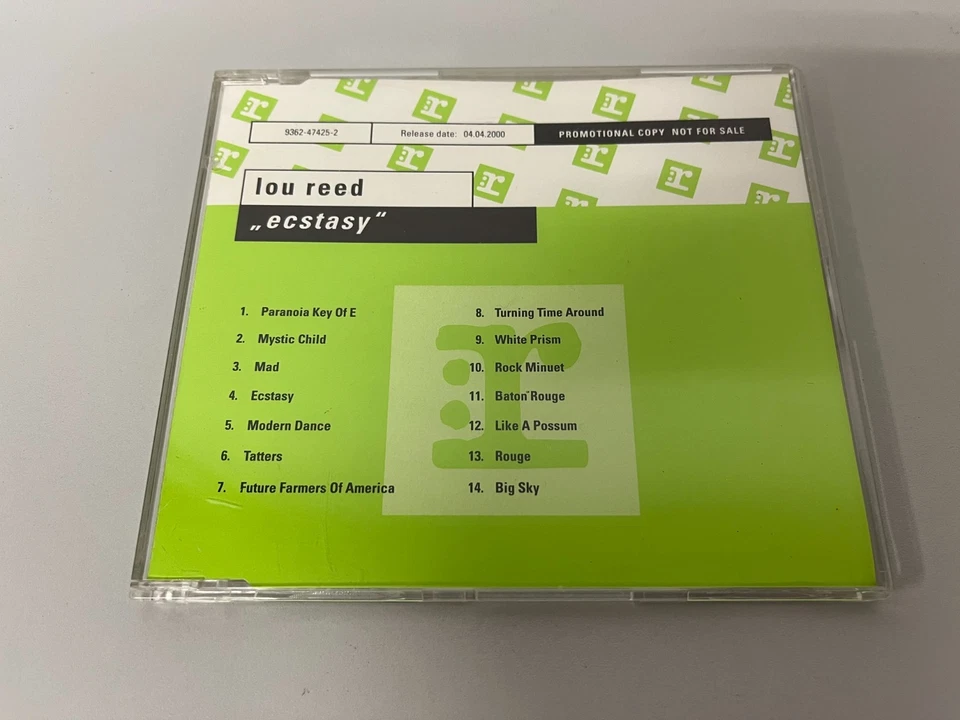 9362-47425-2 Release date: 04.04.2000 PROMOTIONAL COPY NOT FOR SALE
lou reed
„ecstasy“
1. Paranoia Key Of E
2. Mystic Child
3. Mad
4. Ecstasy
5. Modern Dance
6. Tatters
7. Future Farmers Of America
8. Turning Time Around
9. White Prism
10. Rock Minuet
11. Baton Rouge
12. Like A Possum
13. Rouge
14. Big Sky